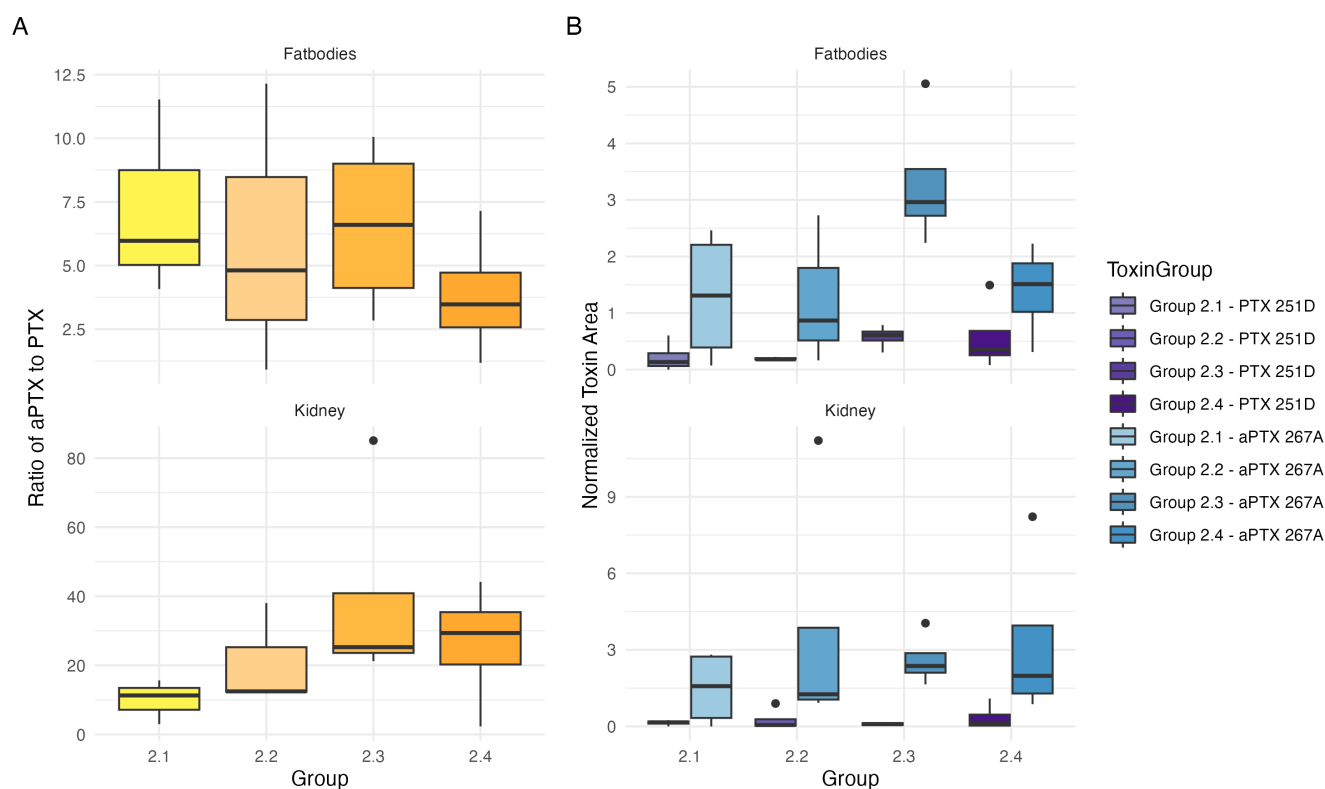 A
Fatbodies
12.5
10.0
7.5
5.0
2.5
Kidney
80
60
40
20
0
2.1 2.2 2.3 2.4
Group
Ratio of aPTX to PTX
B
Fatbodies
5
4
3
2
1
0
Kidney
9
6
3
0
2.1 2.2 2.3 2.4
Group
Normalized Toxin Area
ToxinGroup
Group 2.1 - PTX 251D
Group 2.2 - PTX 251D
Group 2.3 - PTX 251D
Group 2.4 - PTX 251D
Group 2.1 - aPTX 267A
Group 2.2 - aPTX 267A
Group 2.3 - aPTX 267A
Group 2.4 - aPTX 267A